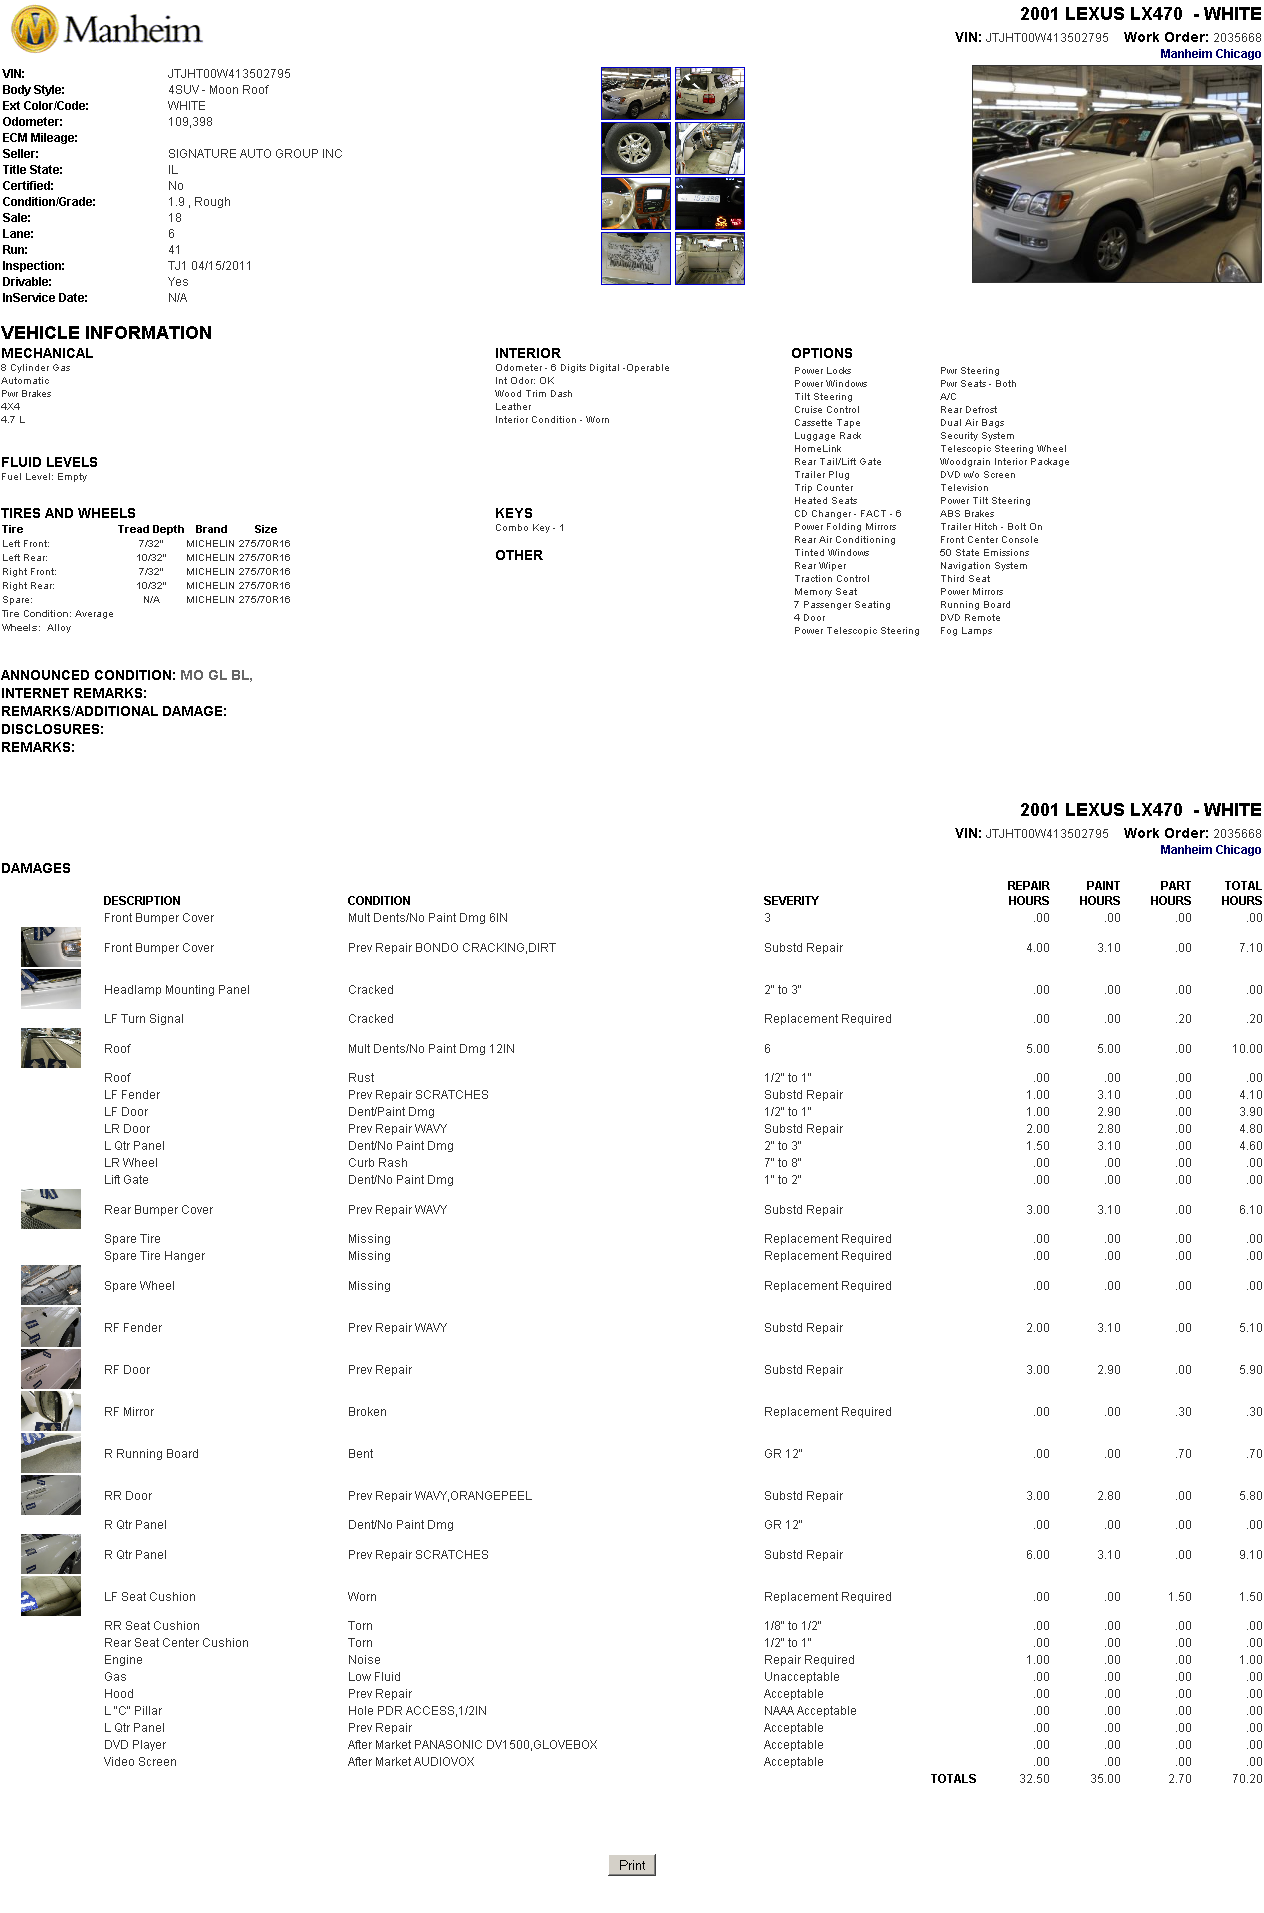 Manheim
2001 LEXUS LX470 - WHITE
VIN: JTJHT00W413502795 Work Order: 2035668
Manheim Chicago
VIN: JTJHT00W413502795
Body Style: 4SUV - Moon Roof
Ext Color/Code: WHITE
Odometer: 109,398
ECM Mileage:
Seller: SIGNATURE AUTO GROUP INC
Title State: IL
Certified: No
Condition/Grade: 1.9 , Rough
Sale: 18
Lane: 6
Run: 41
Inspection: TJ1 04/15/2011
Drivable: Yes
InService Date: N/A
VEHICLE INFORMATION
MECHANICAL
8 Cylinder Gas
Automatic
Pwr Brakes
4X4
4.7 L
INTERIOR
Odometer - 6 Digits Digital -Operable
Int Odor: OK
Wood Trim Dash
Leather
Interior Condition - Worn
OPTIONS
Power Locks Pwr Steering
Power Windows Pwr Seats - Both
Tilt Steering A/C
Cruise Control Rear Defrost
Cassette Tape Dual Air Bags
Luggage Rack Security System
HomeLink Telescopic Steering Wheel
Rear Tail/Lift Gate Woodgrain Interior Package
Trailer Plug DVD w/o Screen
Trip Counter Television
Heated Seats Power Tilt Steering
CD Changer - FACT - 6 ABS Brakes
Power Folding Mirrors Trailer Hitch - Bolt On
Rear Air Conditioning Front Center Console
Tinted Windows 50 State Emissions
Rear Wiper Navigation System
Traction Control Third Seat
Memory Seat Power Mirrors
7 Passenger Seating Running Board
4 Door DVD Remote
Power Telescopic Steering Fog Lamps
FLUID LEVELS
Fuel Level: Empty
TIRES AND WHEELS
Tire Tread Depth Brand Size
Left Front: 7/32" MICHELIN 275/70R16
Left Rear: 10/32" MICHELIN 275/70R16
Right Front: 7/32" MICHELIN 275/70R16
Right Rear: 10/32" MICHELIN 275/70R16
Spare: N/A MICHELIN 275/70R16
Tire Condition: Average
Wheels: Alloy
KEYS
Combo Key - 1
OTHER
ANNOUNCED CONDITION: MO GL BL,
INTERNET REMARKS:
REMARKS/ADDITIONAL DAMAGE:
DISCLOSURES:
REMARKS:
2001 LEXUS LX470 - WHITE
VIN: JTJHT00W413502795 Work Order: 2035668
Manheim Chicago
DAMAGES
DESCRIPTION CONDITION SEVERITY REPAIR HOURS PAINT HOURS PART HOURS TOTAL HOURS
Front Bumper Cover Mult Dents/No Paint Dmg 6IN 3 .00 .00 .00 .00
Front Bumper Cover Prev Repair BONDO CRACKING,DIRT Substd Repair 4.00 3.10 .00 7.10
Headlamp Mounting Panel Cracked 2" to 3" .00 .00 .00 .00
LF Turn Signal Cracked Replacement Required .00 .00 .20 .20
Roof Mult Dents/No Paint Dmg 12IN 6 5.00 5.00 .00 10.00
Roof Rust 1/2" to 1" .00 .00 .00 .00
LF Fender Prev Repair SCRATCHES Substd Repair 1.00 3.10 .00 4.10
LF Door Dent/Paint Dmg 1/2" to 1" 1.00 2.90 .00 3.90
LR Door Prev Repair WAVY Substd Repair 2.00 2.80 .00 4.80
L Qtr Panel Dent/No Paint Dmg 2" to 3" 1.50 3.10 .00 4.60
LR Wheel Curb Rash 7" to 8" .00 .00 .00 .00
Lift Gate Dent/No Paint Dmg 1" to 2" .00 .00 .00 .00
Rear Bumper Cover Prev Repair WAVY Substd Repair 3.00 3.10 .00 6.10
Spare Tire Missing Replacement Required .00 .00 .00 .00
Spare Tire Hanger Missing Replacement Required .00 .00 .00 .00
Spare Wheel Missing Replacement Required .00 .00 .00 .00
RF Fender Prev Repair WAVY Substd Repair 2.00 3.10 .00 5.10
RF Door Prev Repair Substd Repair 3.00 2.90 .00 5.90
RF Mirror Broken Replacement Required .00 .00 .30 .30
R Running Board Bent GR 12" .00 .00 .70 .70
RR Door Prev Repair WAVY,ORANGEPEEL Substd Repair 3.00 2.80 .00 5.80
R Qtr Panel Dent/No Paint Dmg GR 12" .00 .00 .00 .00
R Qtr Panel Prev Repair SCRATCHES Substd Repair 6.00 3.10 .00 9.10
LF Seat Cushion Worn Replacement Required .00 .00 1.50 1.50
RR Seat Cushion Torn 1/8" to 1/2" .00 .00 .00 .00
Rear Seat Center Cushion Torn 1/2" to 1" .00 .00 .00 .00
Engine Noise Repair Required 1.00 .00 .00 1.00
Gas Low Fluid Unacceptable .00 .00 .00 .00
Hood Prev Repair Acceptable .00 .00 .00 .00
L "C" Pillar Hole PDR ACCESS,1/2IN NAAA Acceptable .00 .00 .00 .00
L Qtr Panel Prev Repair Acceptable .00 .00 .00 .00
DVD Player After Market PANASONIC DV1500,GLOVEBOX Acceptable .00 .00 .00 .00
Video Screen After Market AUDIOVOX Acceptable .00 .00 .00 .00
TOTALS 32.50 35.00 2.70 70.20
Print